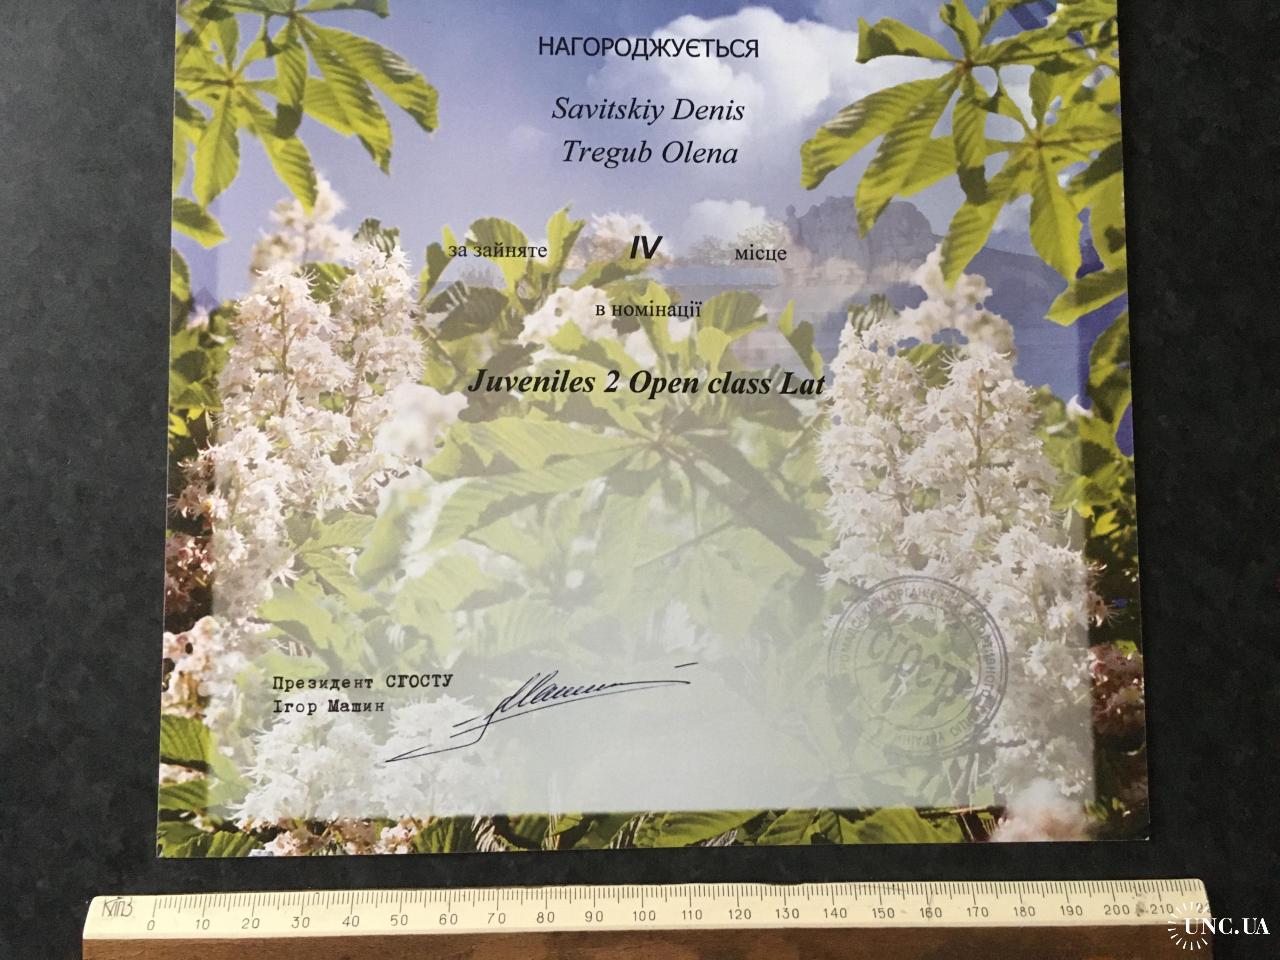 НАГОРОДЖУЄТЬСЯ
Savitskiy Denis
Tregub Olena
за зайняте IV місце
в номінації
Juveniles 2 Open class Lat
Президент СГОСТУ
Ігор Машин
СГОСТУ
КПЗ
0 10 20 30 40 50 60 70 80 90 100 110 120 130 140 150 160 170 180 190 200 210
UNC.UA